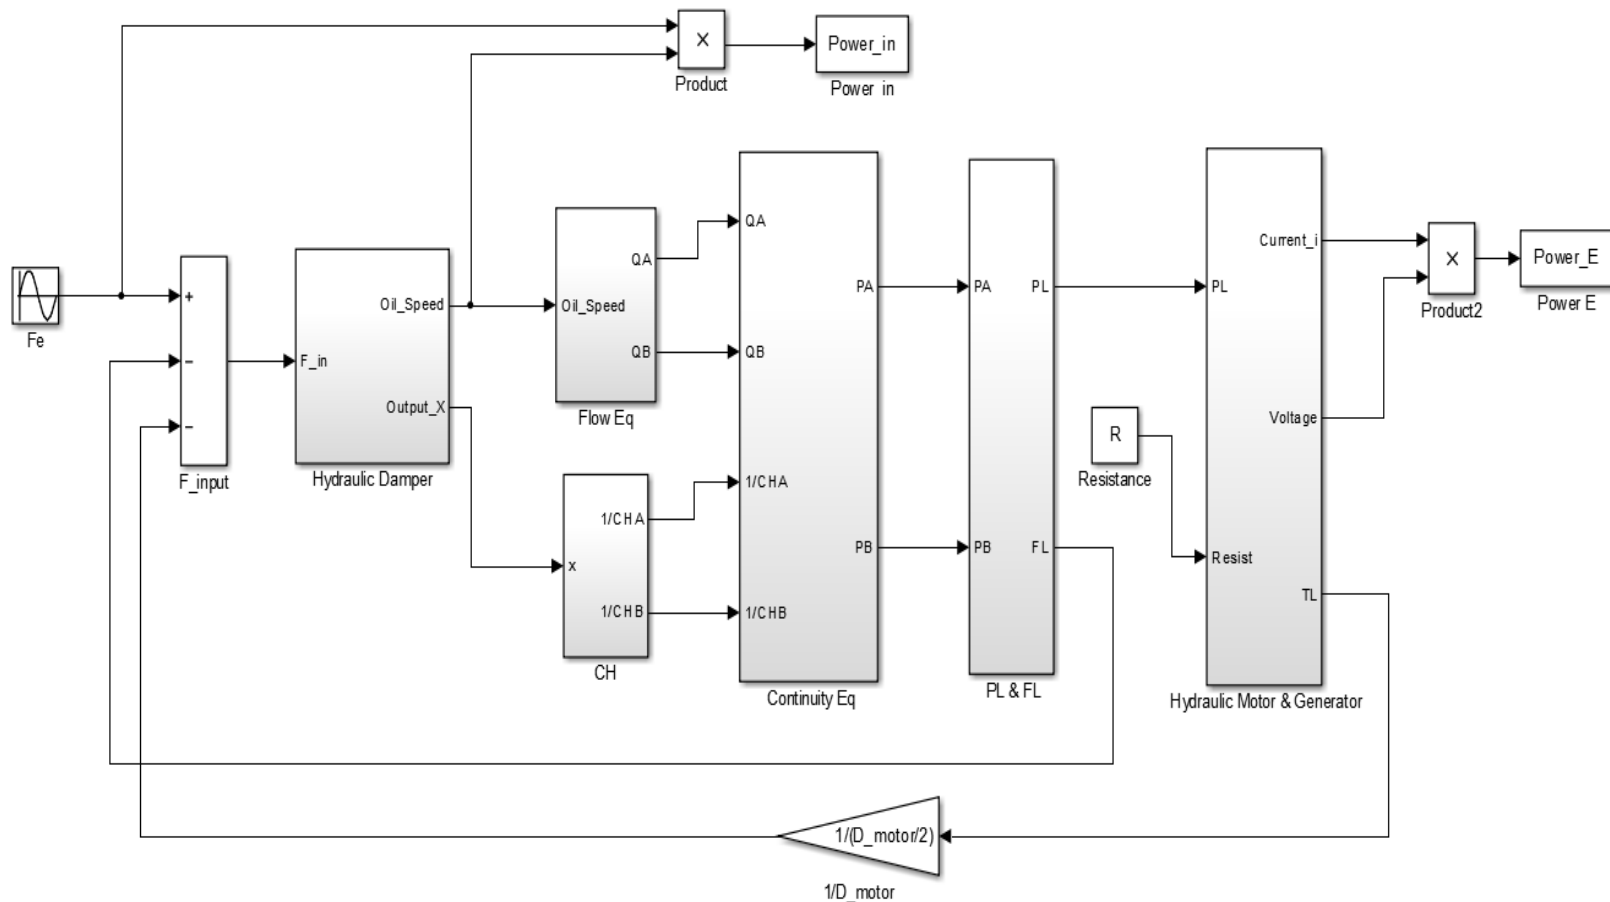 ×
Power_in
Product
Power in
Fe
+
−
−
F_input
F_in
Oil_Speed
Output_X
Hydraulic Damper
Oil_Speed
QA
QB
Flow Eq
x
1/CHA
1/CHB
CH
QA
QB
1/CHA
1/CHB
PA
PB
Continuity Eq
PA
PB
PL
FL
PL & FL
R
Resistance
PL
Resist
Current_i
Voltage
TL
Hydraulic Motor & Generator
×
Product2
Power_E
Power E
1/(D_motor/2)
1/D_motor